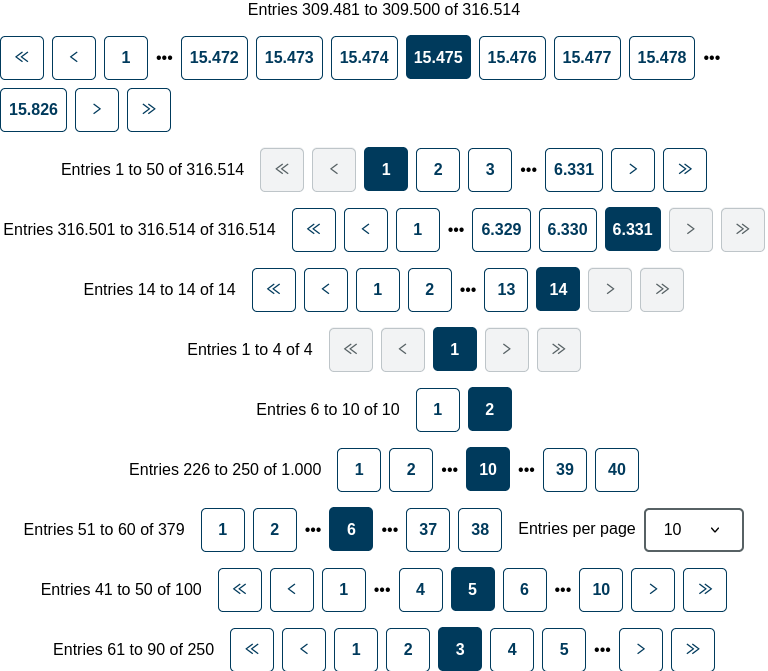 Entries 309.481 to 309.500 of 316.514
« < 1 ••• 15.472 15.473 15.474 15.475 15.476 15.477 15.478 •••
15.826 > »
Entries 1 to 50 of 316.514 « < 1 2 3 ••• 6.331 > »
Entries 316.501 to 316.514 of 316.514 « < 1 ••• 6.329 6.330 6.331 > »
Entries 14 to 14 of 14 « < 1 2 ••• 13 14 > »
Entries 1 to 4 of 4 « < 1 > »
Entries 6 to 10 of 10 1 2
Entries 226 to 250 of 1.000 1 2 ••• 10 ••• 39 40
Entries 51 to 60 of 379 1 2 ••• 6 ••• 37 38 Entries per page 10
Entries 41 to 50 of 100 « < 1 ••• 4 5 6 ••• 10 > »
Entries 61 to 90 of 250 « < 1 2 3 4 5 ••• > »